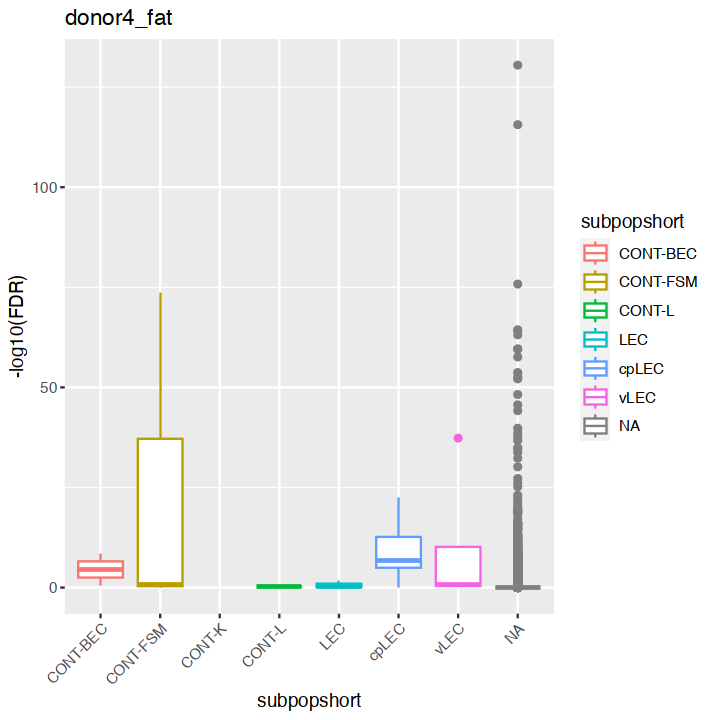 donor4_fat
-log10(FDR)
100
50
0
CONT-BEC
CONT-FSM
CONT-K
CONT-L
LEC
cpLEC
vLEC
NA
subpopshort
subpopshort
CONT-BEC
CONT-FSM
CONT-L
LEC
cpLEC
vLEC
NA